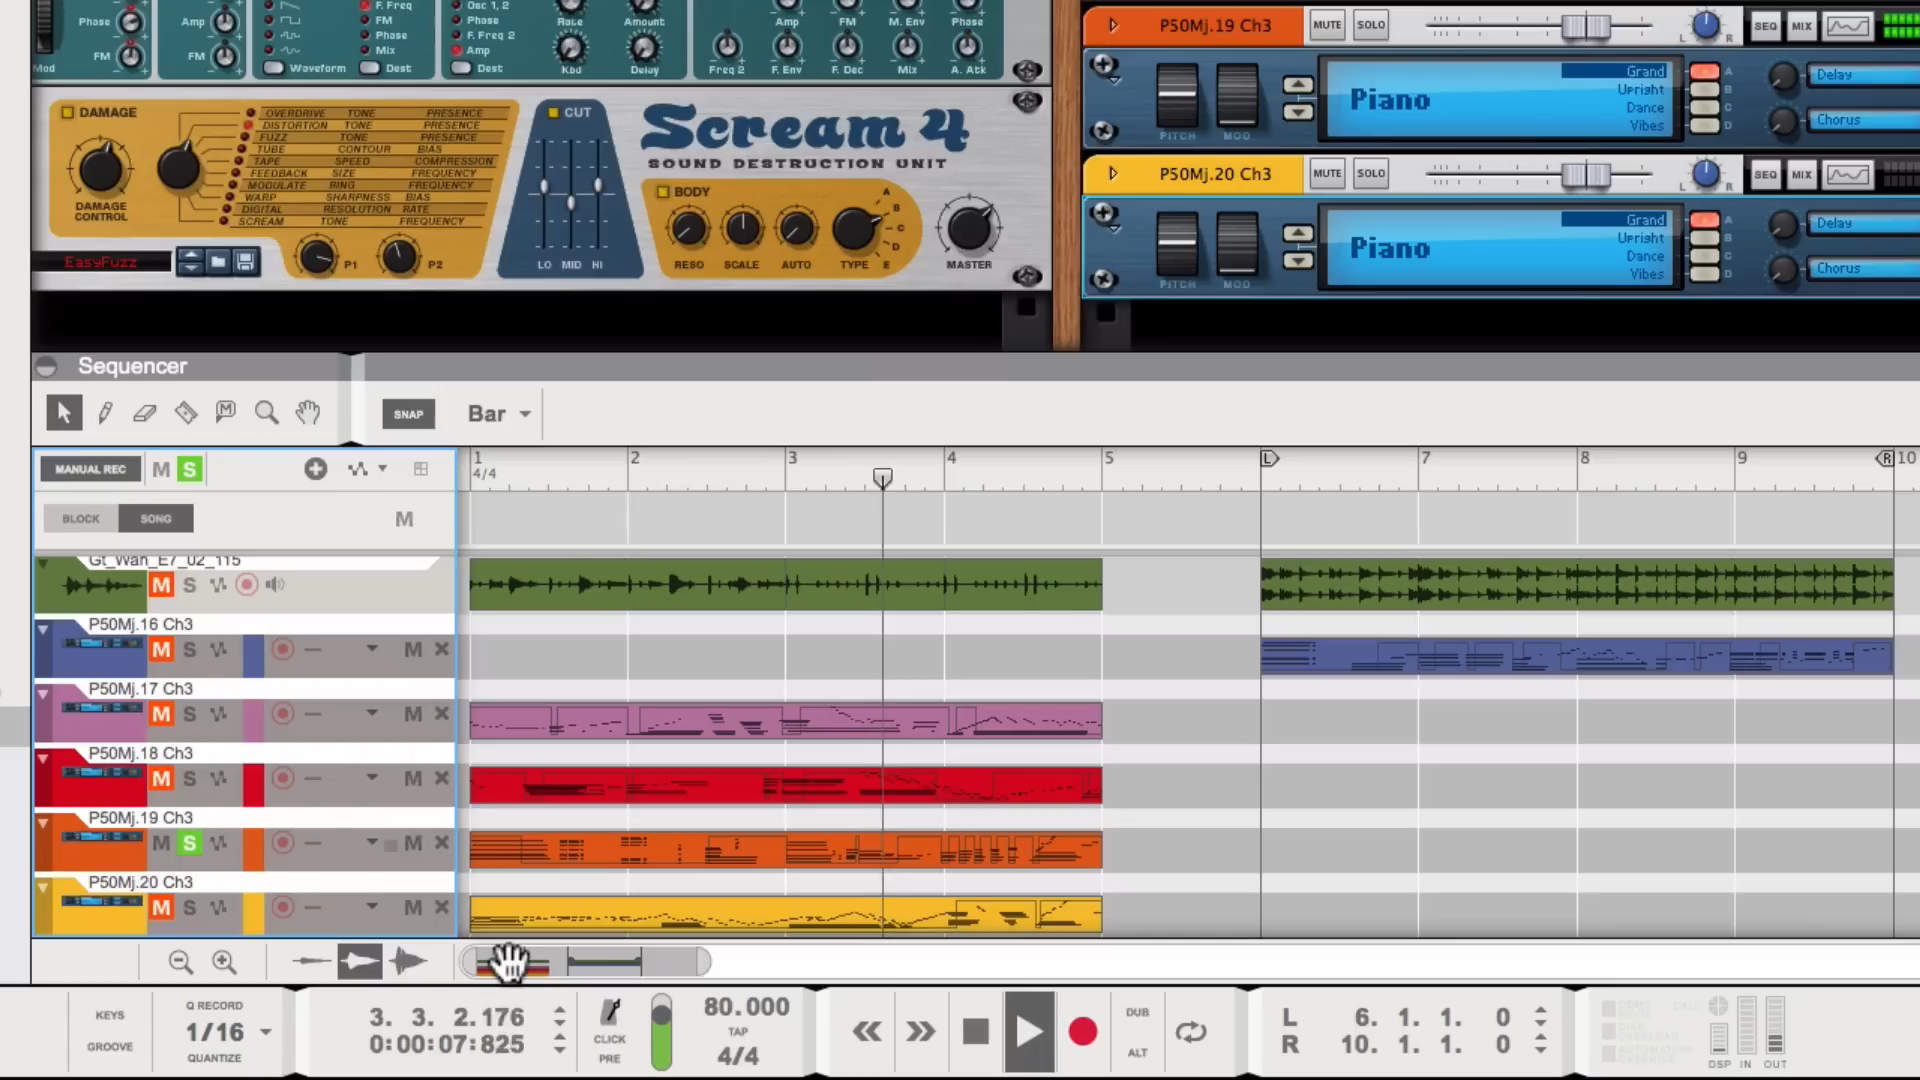 Phase
Amp
F. Freq
Osc 1, 2
Rate
Amount
Amp
FM
M. Env
Phase
FM
Phase
FM
FM
Phase
F. Freq 2
Mod
Mix
Amp
Waveform
Dest
Dest
Kbd
Delay
Freq 2
F. Env
F. Dec
Mix
A. Atk
DAMAGE
OVERDRIVE TONE PRESENCE
DISTORTION TONE PRESENCE
FUZZ TONE PRESENCE
TUBE CONTOUR BIAS
TAPE SPEED COMPRESSION
FEEDBACK SIZE FREQUENCY
MODULATE RING FREQUENCY
WARP SHARPNESS BIAS
DIGITAL RESOLUTION RATE
SCREAM TONE FREQUENCY
DAMAGE
CONTROL
EasyFuzz
P1
P2
CUT
LO MID HI
Scream 4
SOUND DESTRUCTION UNIT
BODY
RESO SCALE AUTO TYPE
A
B
C
D
E
MASTER
P50Mj.19 Ch3
MUTE
SOLO
L R
SEQ
MIX
Piano
Grand
Upright
Dance
Vibes
A
B
C
D
Delay
Chorus
PITCH
MOD
P50Mj.20 Ch3
MUTE
SOLO
L R
SEQ
MIX
Piano
Grand
Upright
Dance
Vibes
A
B
C
D
Delay
Chorus
PITCH
MOD
Sequencer
M
SNAP
Bar
MANUAL REC
M S
BLOCK
SONG
M
1 2 3 4 5 L 7 8 9 R 10
4/4
Gt_Wah_E7_02_115
M S
P50Mj.16 Ch3
M S M
P50Mj.17 Ch3
M S M
P50Mj.18 Ch3
M S M
P50Mj.19 Ch3
M S M
P50Mj.20 Ch3
M S M
KEYS
GROOVE
Q RECORD
1/16
QUANTIZE
3. 3. 2.176
0:00:07:825
CLICK
PRE
80.000
TAP
4/4
DUB
ALT
L 6. 1. 1. 0
R 10. 1. 1. 0
CALC
DSP IN OUT